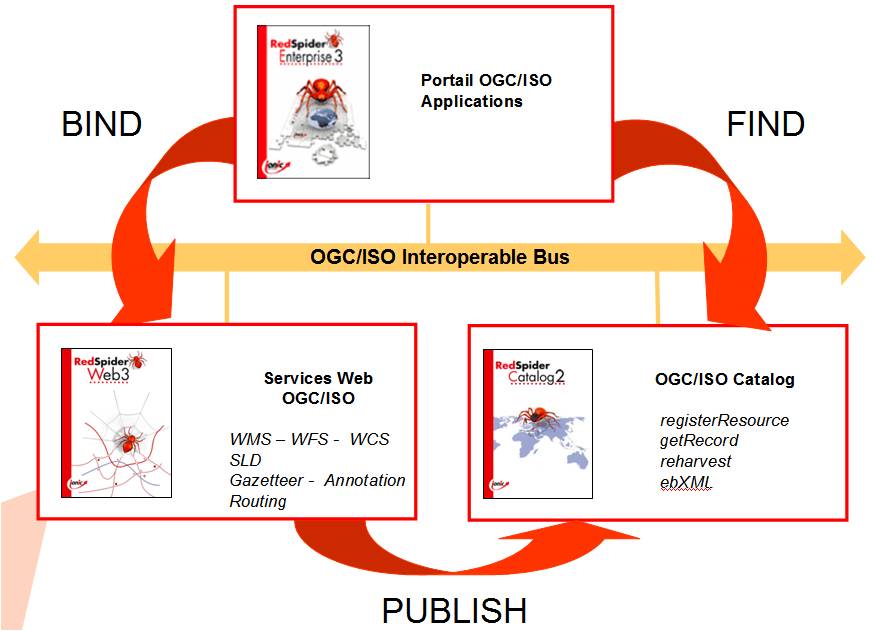 RedSpider
Enterprise 3
ionic
Portail OGC/ISO
Applications
BIND
FIND
OGC/ISO Interoperable Bus
RedSpider
Web3
ionic
Services Web
OGC/ISO
WMS – WFS - WCS
SLD
Gazetteer - Annotation
Routing
RedSpider
Catalog2
ionic
OGC/ISO Catalog
registerResource
getRecord
reharvest
ebXML
PUBLISH